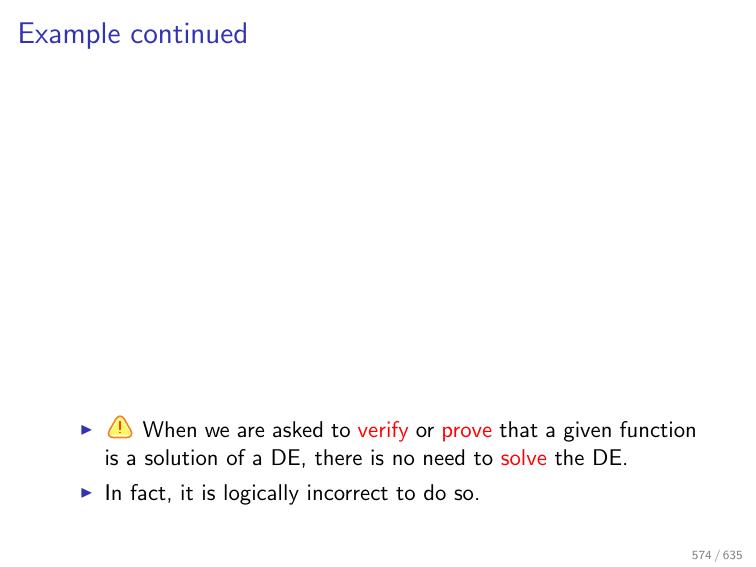 Example continued
▶ ! When we are asked to verify or prove that a given function
is a solution of a DE, there is no need to solve the DE.
▶ In fact, it is logically incorrect to do so.
574 / 635